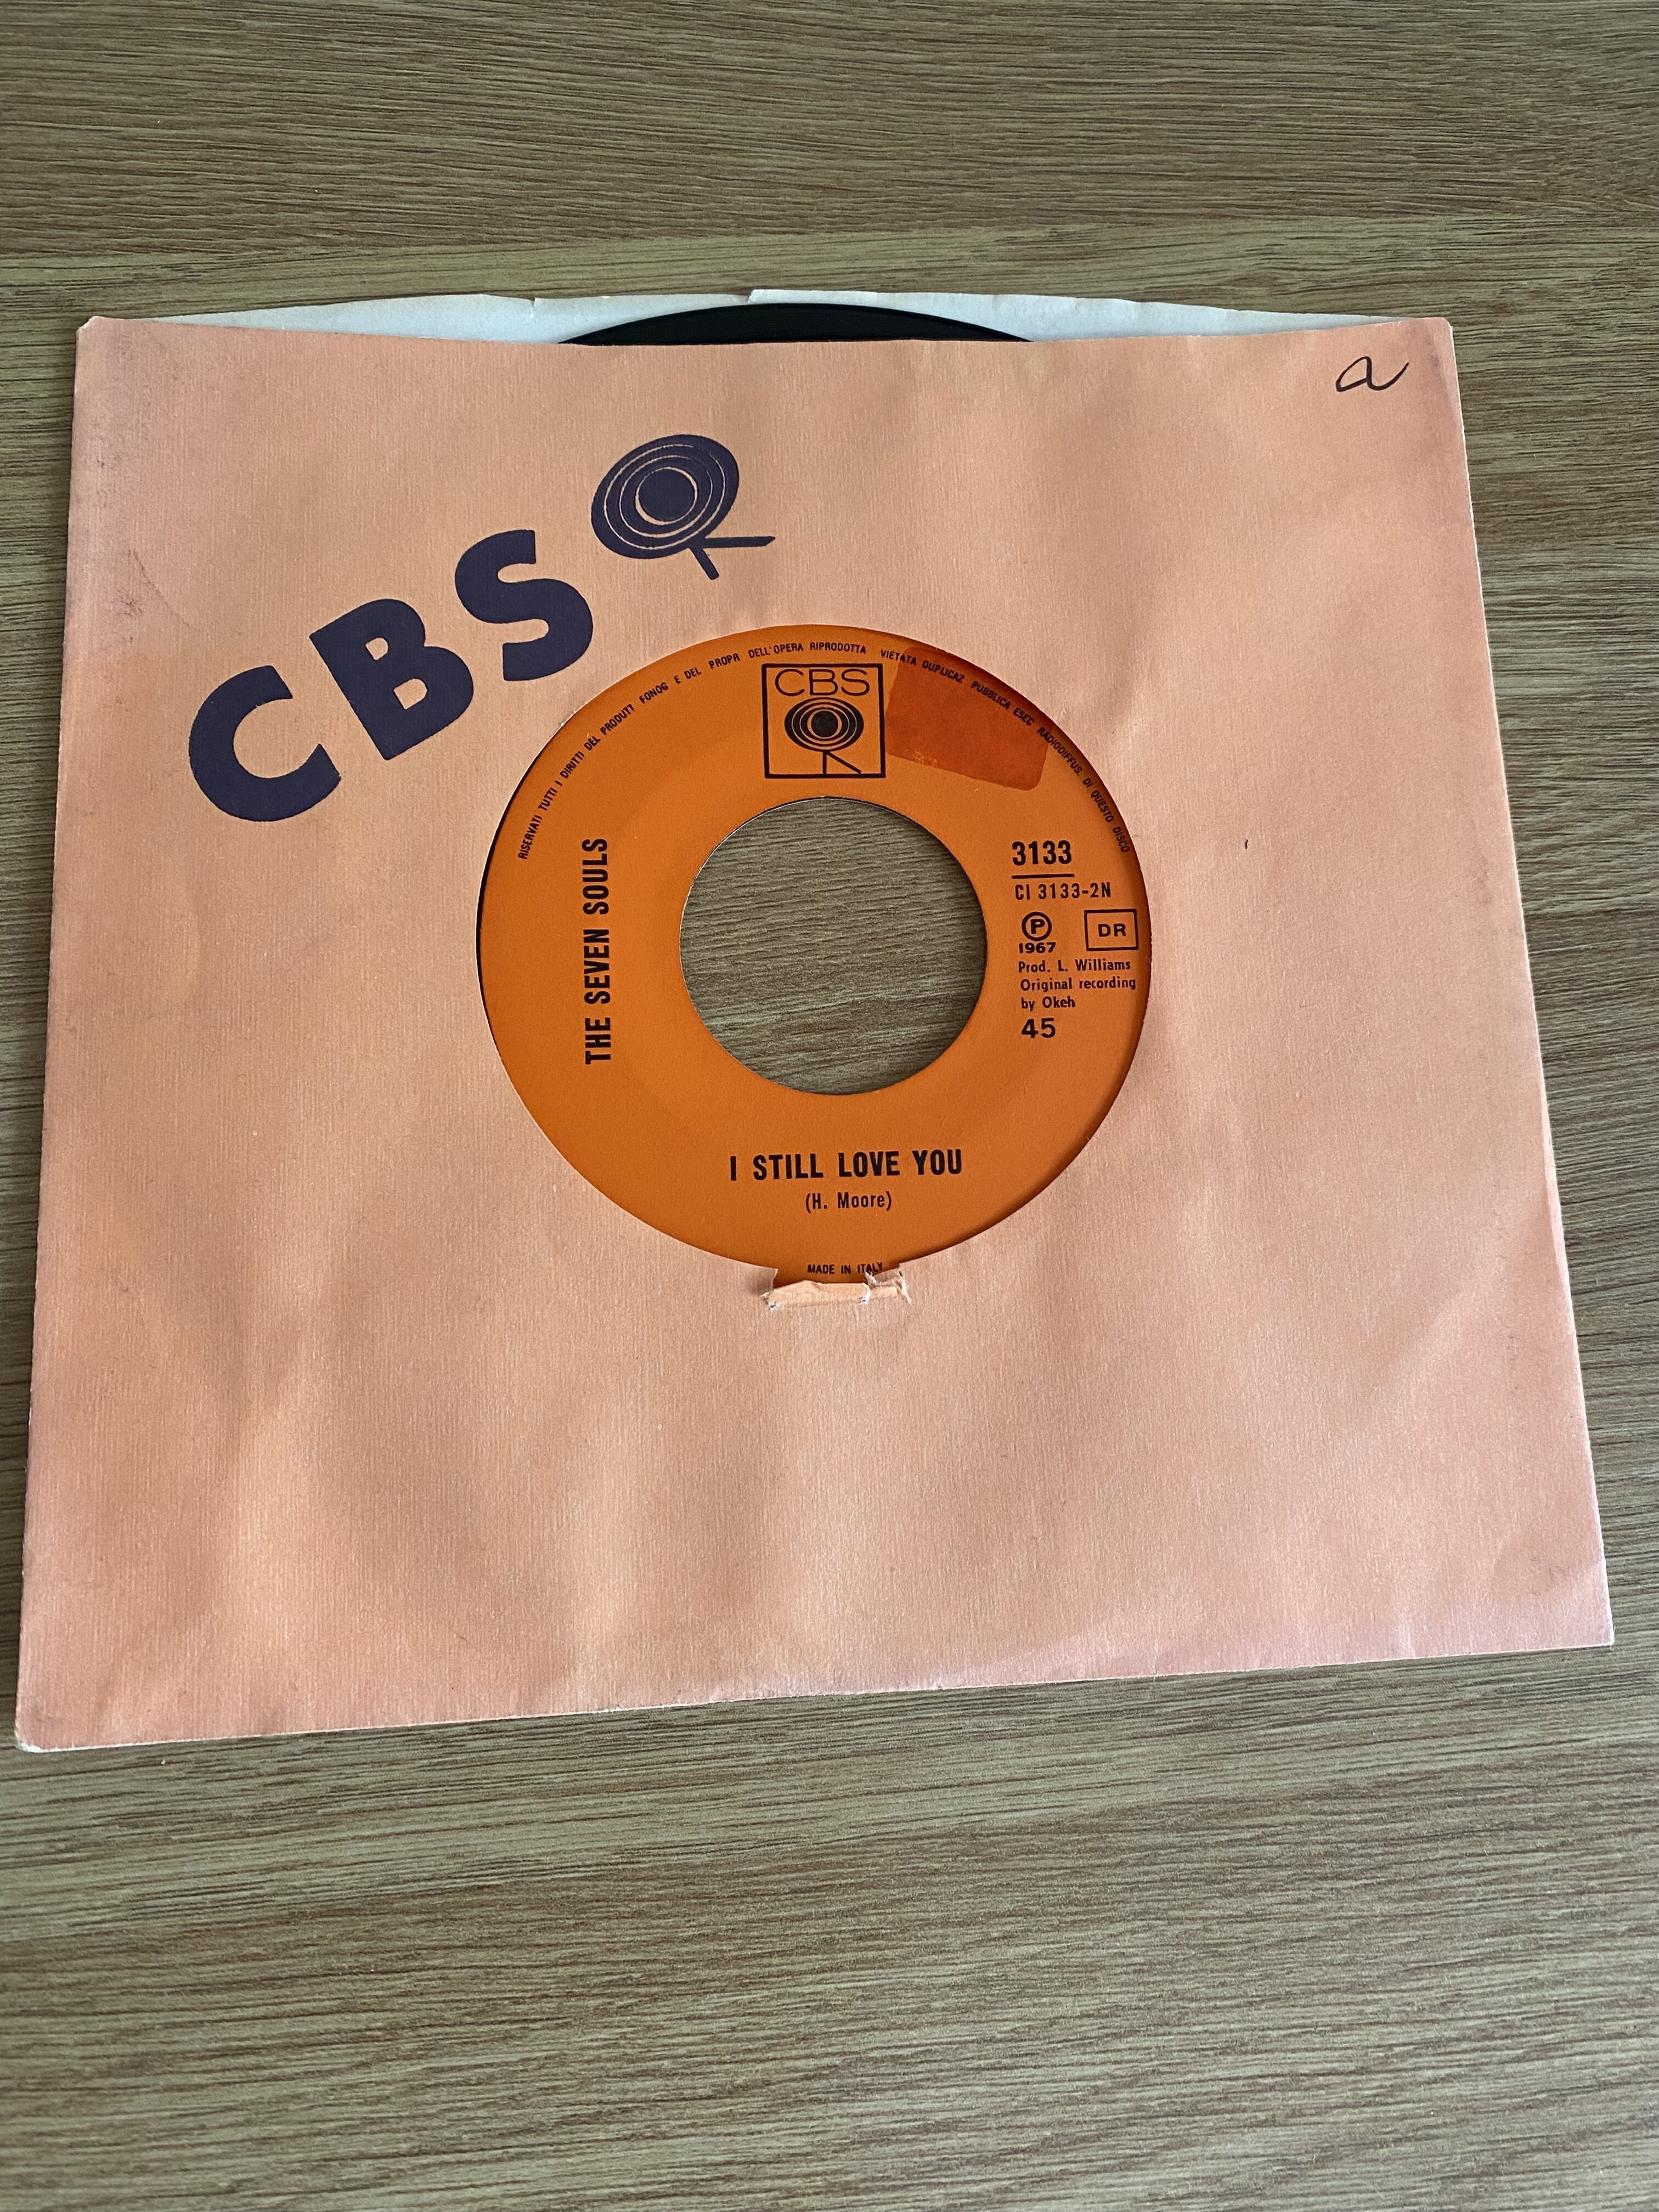 a
CBS
RISERVATI TUTTI I DIRITTI DEL PRODUTT FONOG E DEL PROPR DELL'OPERA RIPRODOTTA VIETATA DUPLICAZ PUBBLICA ESEC RADIODIFFUS. DI QUESTO DISCO
CBS
THE SEVEN SOULS
3133
CI 3133-2N
P DR
1967
Prod. L. Williams
Original recording
by Okeh
45
I STILL LOVE YOU
(H. Moore)
MADE IN ITALY